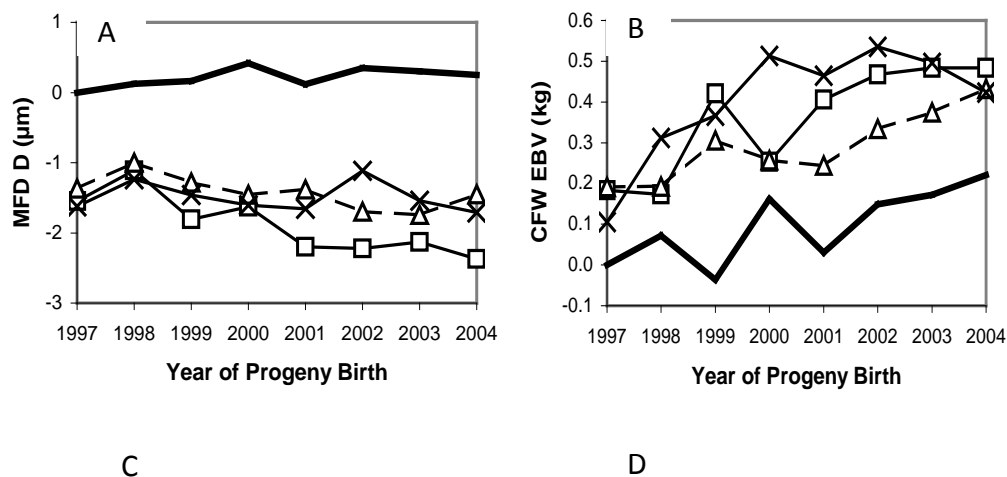 A
MFD D (µm)
1
0
-1
-2
-3
1997 1998 1999 2000 2001 2002 2003 2004
Year of Progeny Birth
B
CFW EBV (kg)
0.6
0.5
0.4
0.3
0.2
0.1
0.0
-0.1
1997 1998 1999 2000 2001 2002 2003 2004
Year of Progeny Birth
C
D